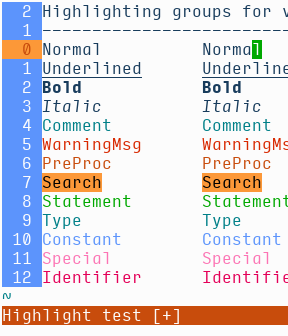 2 Highlighting groups for v
1 -------------------------
0 Normal Normal
1 Underlined Underline
2 Bold Bold
3 Italic Italic
4 Comment Comment
5 WarningMsg WarningMs
6 PreProc PreProc
7 Search Search
8 Statement Statement
9 Type Type
10 Constant Constant
11 Special Special
12 Identifier Identifie
~
Highlight test [+]